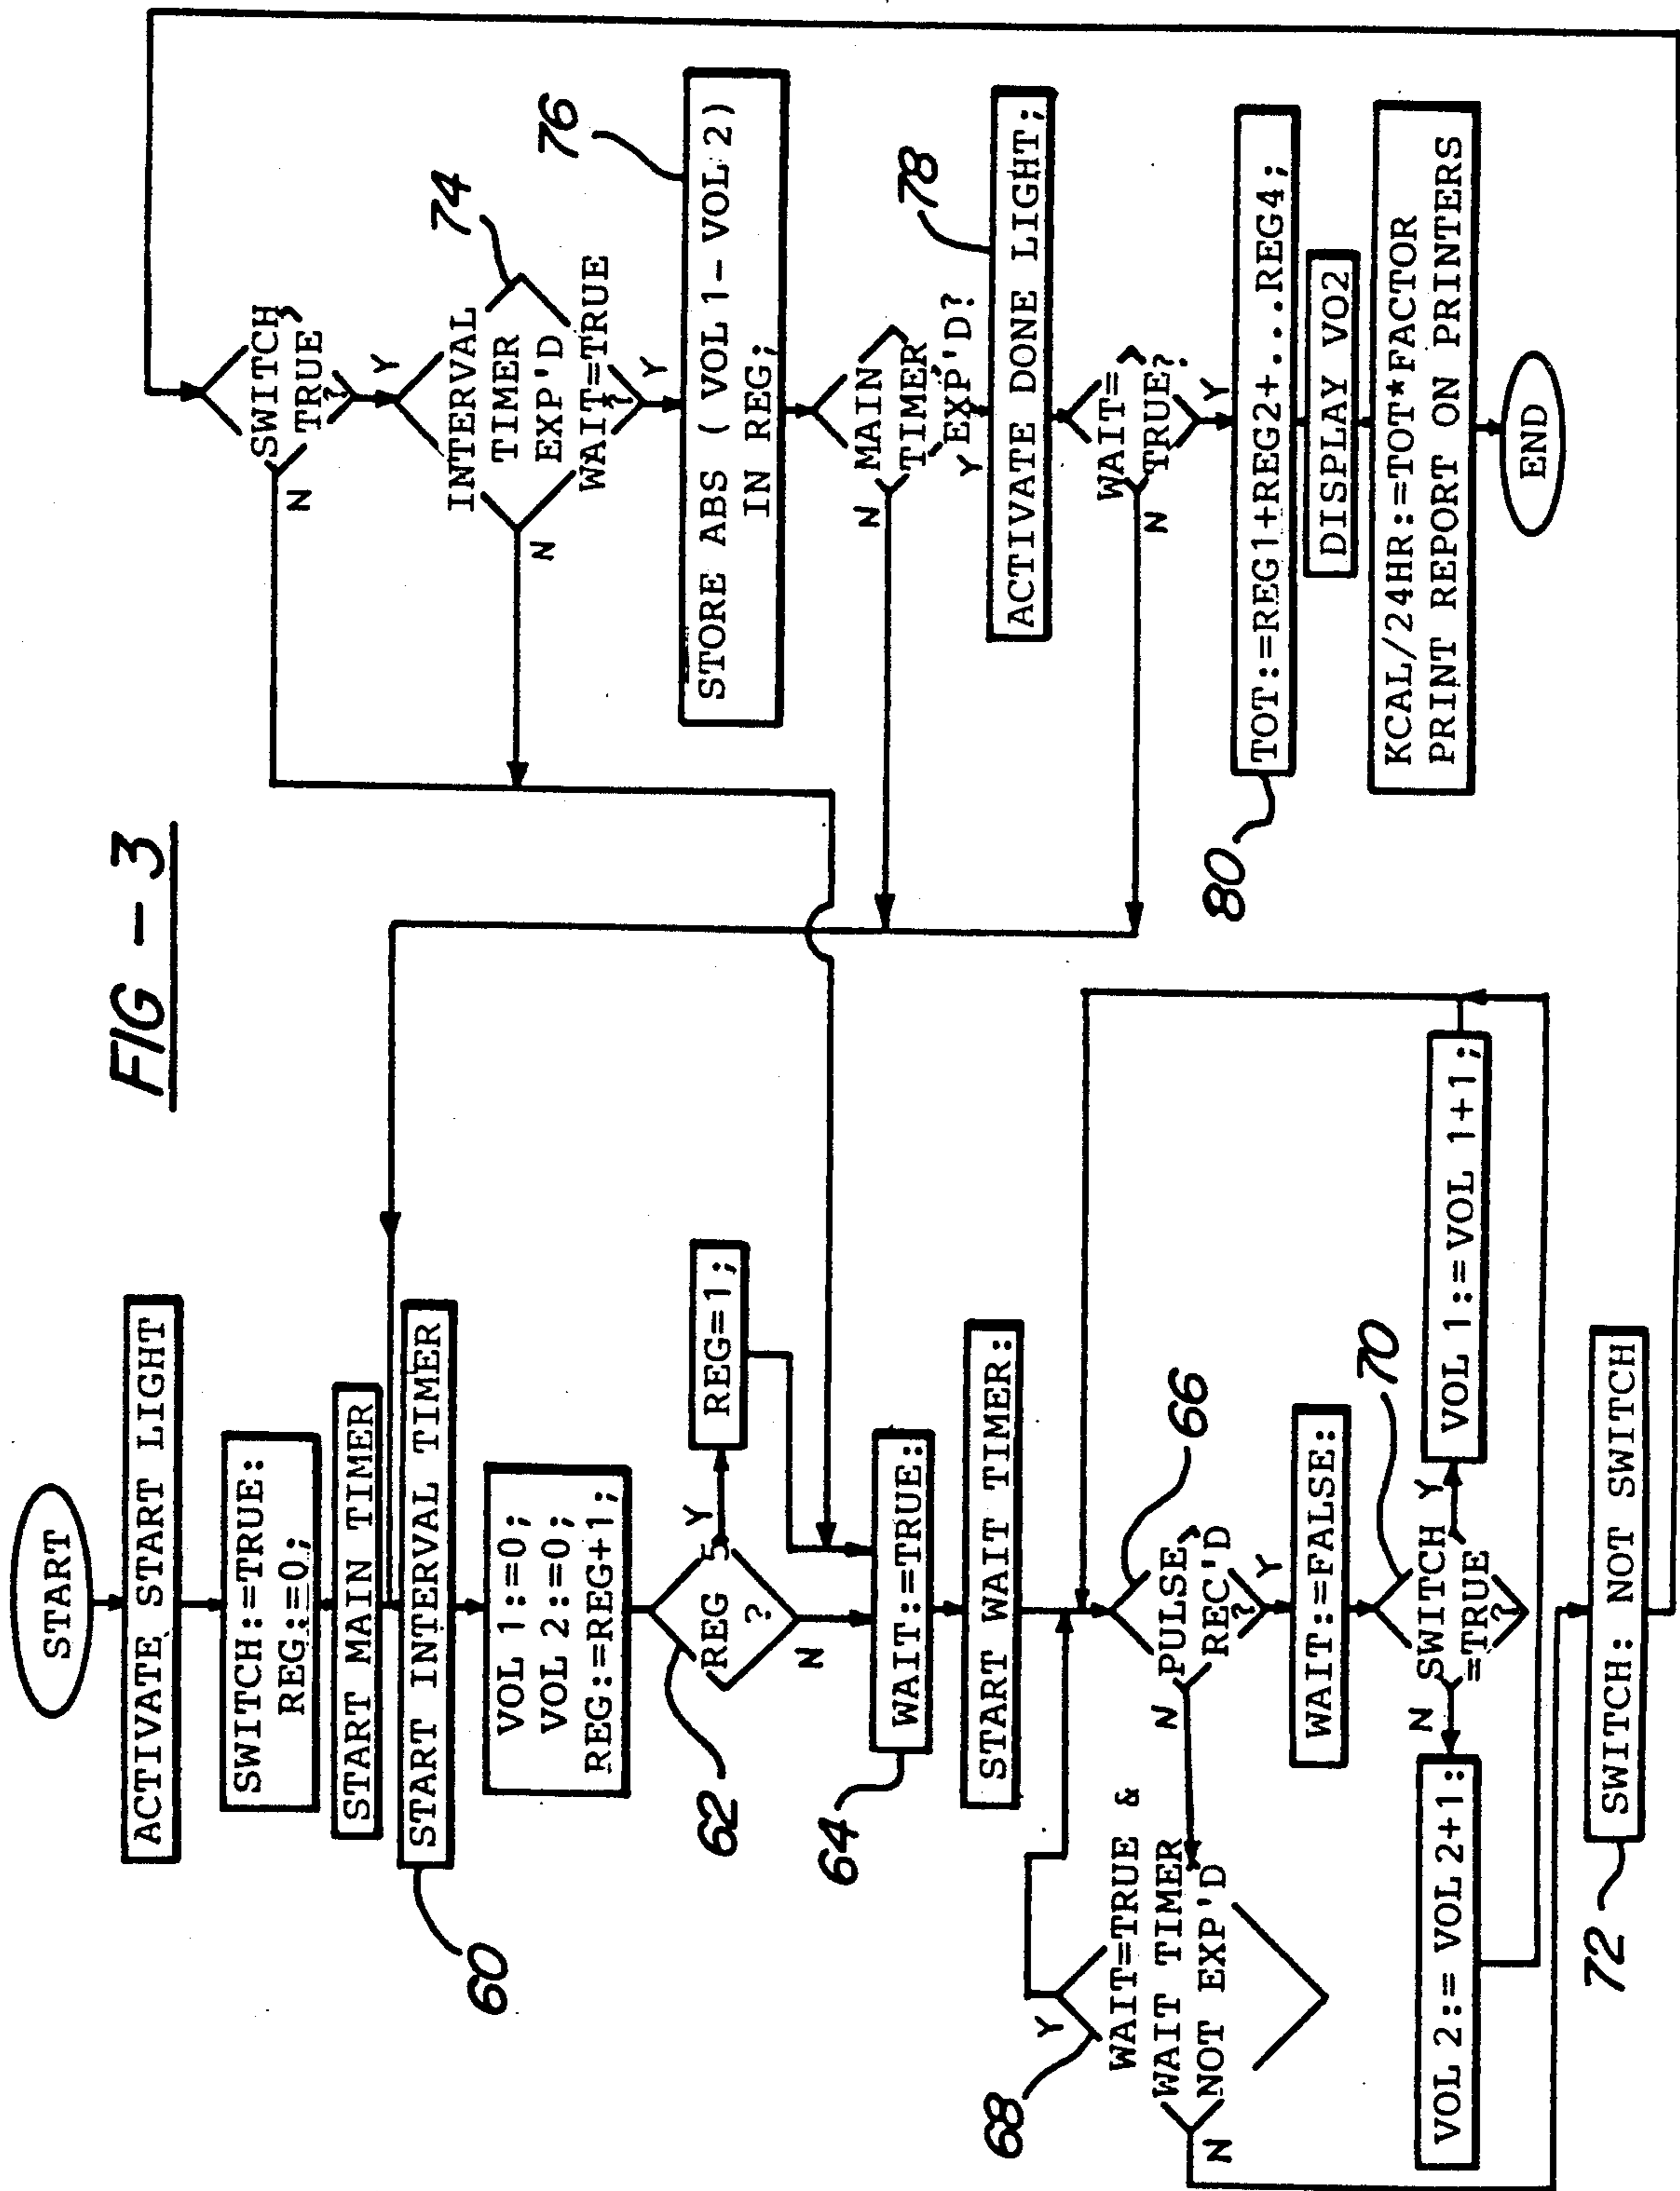 FIG - 3
START
ACTIVATE START LIGHT
SWITCH:=TRUE:
REG:=0;
START MAIN TIMER
START INTERVAL TIMER
60
VOL 1:=0;
VOL 2:=0;
REG:=REG+1;
62
REG 5
?
Y
N
REG=1;
64
WAIT:=TRUE:
START WAIT TIMER:
66
PULSE
REC'D
?
N
Y
68
Y
WAIT=TRUE &
WAIT TIMER
NOT EXP'D
N
WAIT:=FALSE:
70
N
SWITCH
=TRUE
?
Y
VOL 2:= VOL 2+1:
VOL 1:=VOL 1+1;
72
SWITCH: NOT SWITCH
SWITCH
TRUE
?
N
Y
74
INTERVAL
TIMER
EXP'D
WAIT=TRUE
?
N
Y
76
STORE ABS ( VOL 1- VOL 2)
IN REG;
MAIN
TIMER
EXP'D?
N
Y
78
ACTIVATE DONE LIGHT;
WAIT=
TRUE?
N
Y
80
TOT:=REG1+REG2+...REG4;
DISPLAY VO2
KCAL/24HR:=TOT*FACTOR
PRINT REPORT ON PRINTERS
END